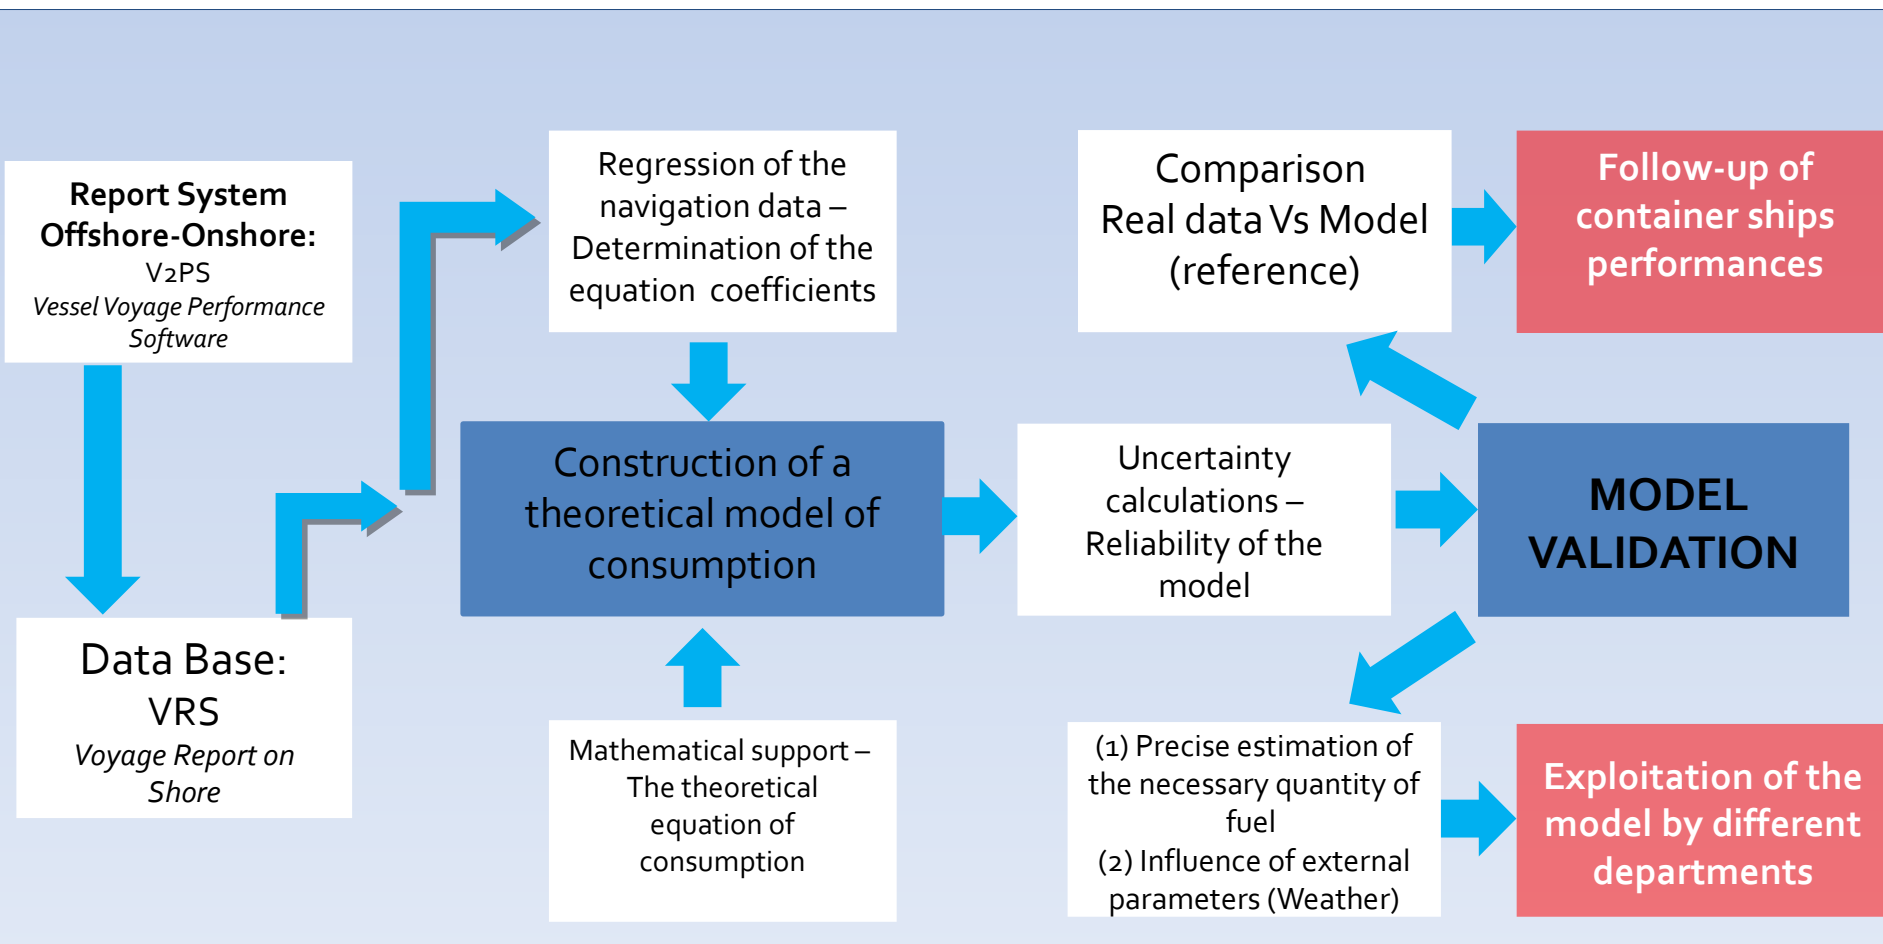 Report System
Offshore-Onshore:
V2PS
Vessel Voyage Performance
Software
Data Base:
VRS
Voyage Report on
Shore
Regression of the
navigation data –
Determination of the
equation coefficients
Construction of a
theoretical model of
consumption
Mathematical support –
The theoretical
equation of
consumption
Uncertainty
calculations –
Reliability of the
model
MODEL
VALIDATION
Comparison
Real data Vs Model
(reference)
Follow-up of
container ships
performances
(1) Precise estimation of
the necessary quantity of
fuel
(2) Influence of external
parameters (Weather)
Exploitation of the
model by different
departments